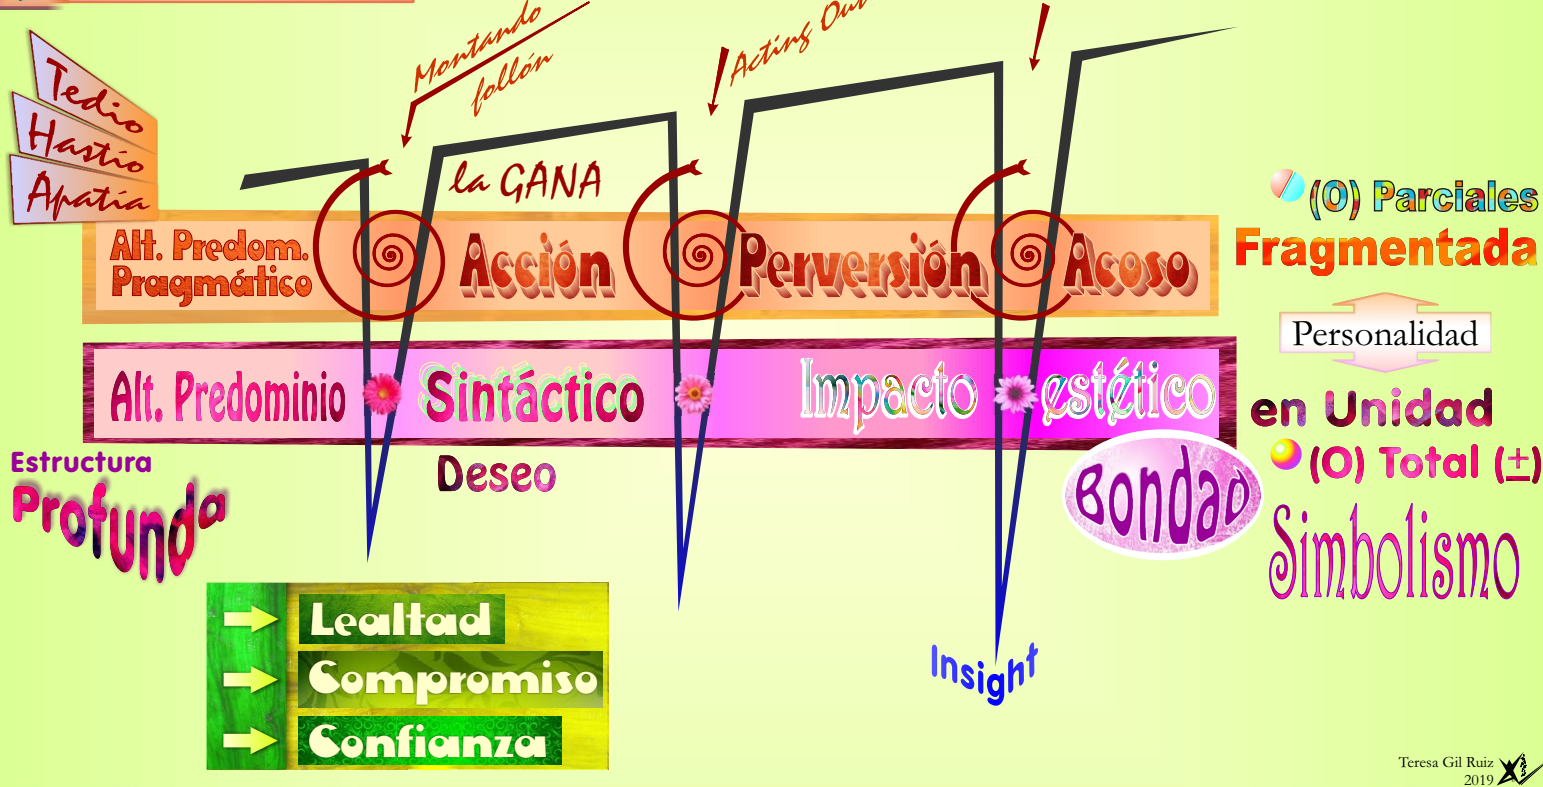 Montando
follón
Acting Out
Tedio
Hastío
Apatía
la GANA
Alt. Predom.
Pragmático
Acción
Perversión
Acoso
(O) Parciales
Fragmentada
Personalidad
en Unidad
(O) Total (±)
Simbolismo
Alt. Predominio
Sintáctico
Impacto
estético
Bondad
Deseo
Estructura
Profunda
Lealtad
Compromiso
Confianza
Insight
Teresa Gil Ruiz
2019